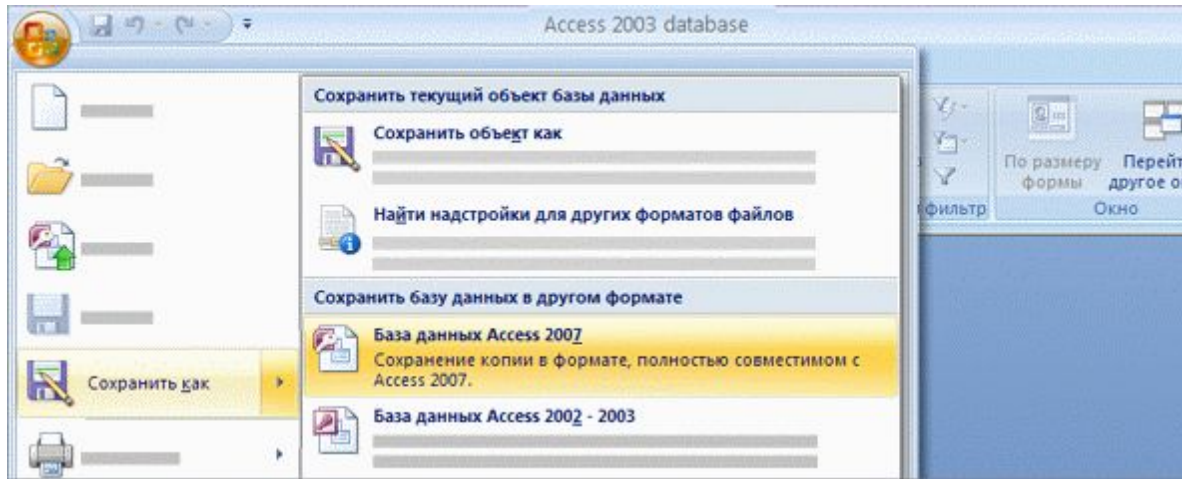 Access 2003 database
Сохранить текущий объект базы данных
Сохранить объект как
Найти надстройки для других форматов файлов
По размеру
формы
Перейт
другое о
фильтр
Окно
Сохранить базу данных в другом формате
База данных Access 2007
Сохранение копии в формате, полностью совместимом с
Access 2007.
Сохранить как
База данных Access 2002 - 2003